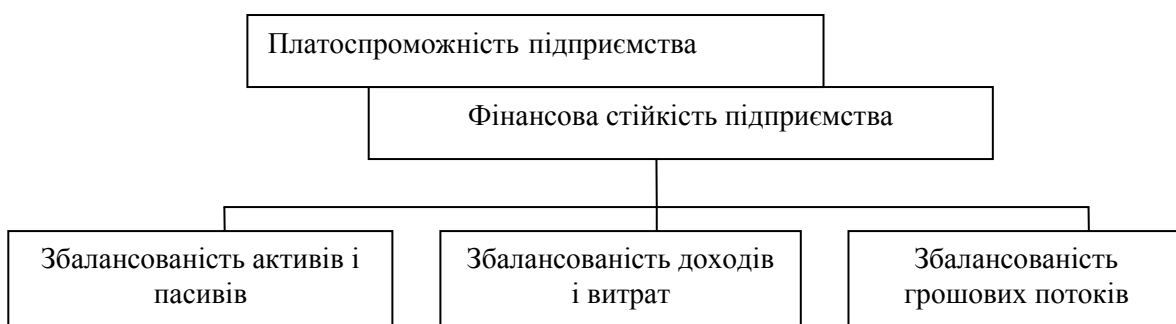 Платоспроможність підприємства
Фінансова стійкість підприємства
Збалансованість активів і
пасивів
Збалансованість доходів
і витрат
Збалансованість
грошових потоків